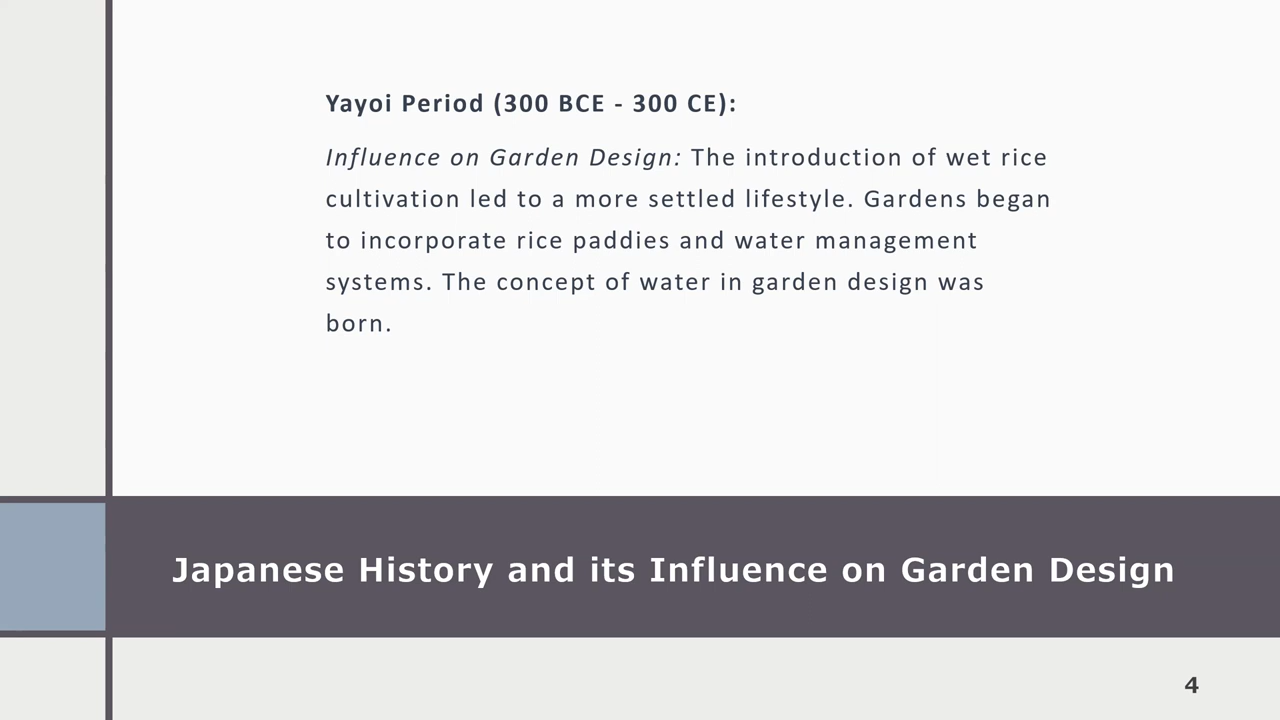 Yayoi Period (300 BCE - 300 CE):
Influence on Garden Design: The introduction of wet rice
cultivation led to a more settled lifestyle. Gardens began
to incorporate rice paddies and water management
systems. The concept of water in garden design was
born.
Japanese History and its Influence on Garden Design
4